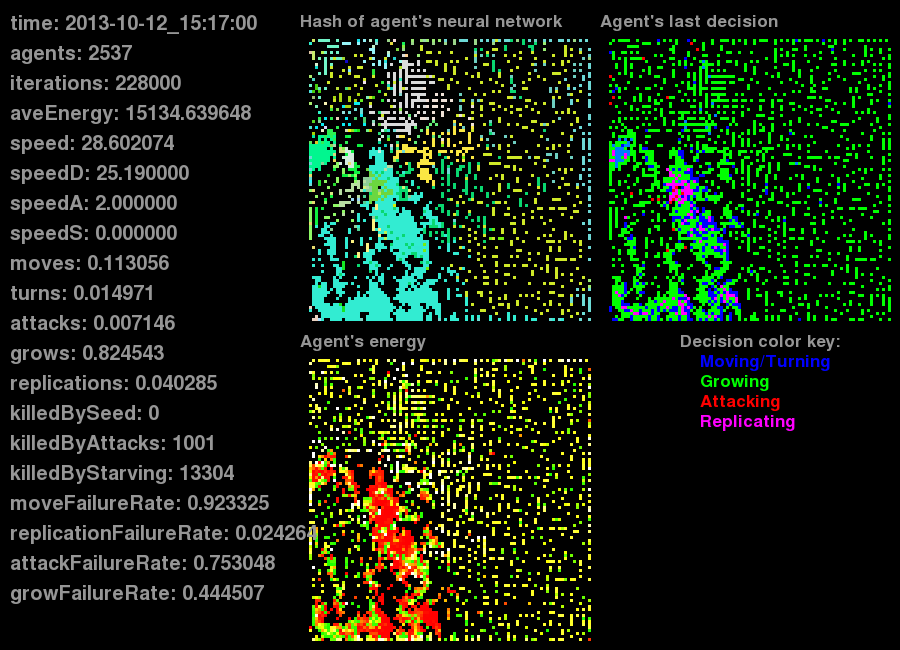 time: 2013-10-12_15:17:00
agents: 2537
iterations: 228000
aveEnergy: 15134.639648
speed: 28.602074
speedD: 25.190000
speedA: 2.000000
speedS: 0.000000
moves: 0.113056
turns: 0.014971
attacks: 0.007146
grows: 0.824543
replications: 0.040285
killedBySeed: 0
killedByAttacks: 1001
killedByStarving: 13304
moveFailureRate: 0.923325
replicationFailureRate: 0.024264
attackFailureRate: 0.753048
growFailureRate: 0.444507
Hash of agent's neural network
Agent's last decision
Agent's energy
Decision color key:
Moving/Turning
Growing
Attacking
Replicating